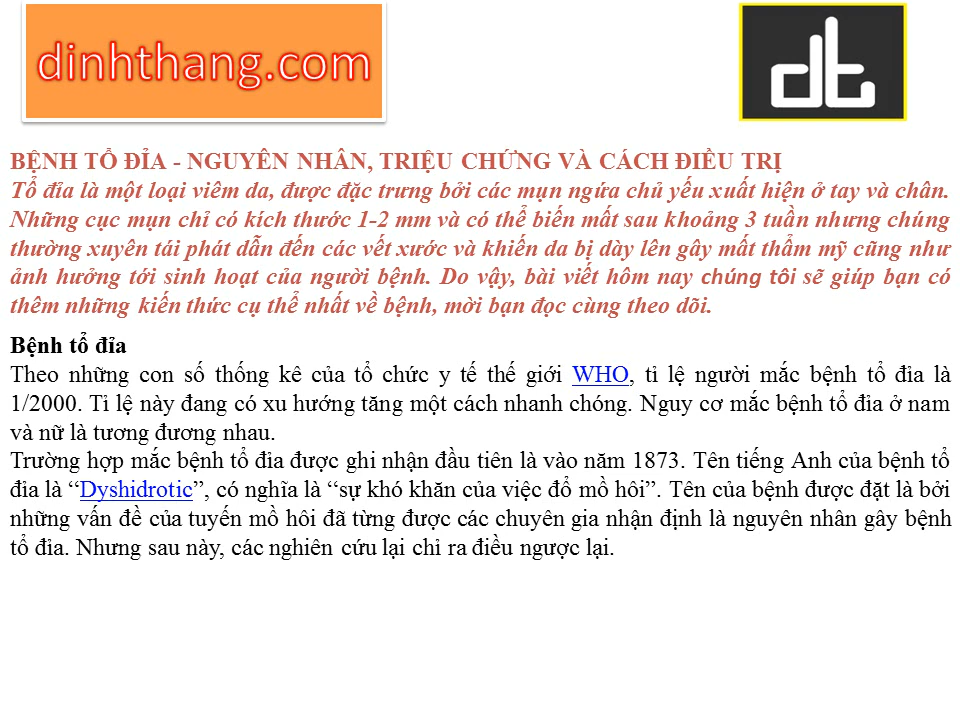 dinhthang.com
dt
BỆNH TỔ ĐỈA - NGUYÊN NHÂN, TRIỆU CHỨNG VÀ CÁCH ĐIỀU TRỊ
Tổ đỉa là một loại viêm da, được đặc trưng bởi các mụn ngứa chủ yếu xuất hiện ở tay và chân.
Những cục mụn chỉ có kích thước 1-2 mm và có thể biến mất sau khoảng 3 tuần nhưng chúng
thường xuyên tái phát dẫn đến các vết xước và khiến da bị dày lên gây mất thẩm mỹ cũng như
ảnh hưởng tới sinh hoạt của người bệnh. Do vậy, bài viết hôm nay chúng tôi sẽ giúp bạn có
thêm những kiến thức cụ thể nhất về bệnh, mời bạn đọc cùng theo dõi.
Bệnh tổ đỉa
Theo những con số thống kê của tổ chức y tế thế giới WHO, tỉ lệ người mắc bệnh tổ đỉa là
1/2000. Tỉ lệ này đang có xu hướng tăng một cách nhanh chóng. Nguy cơ mắc bệnh tổ đỉa ở nam
và nữ là tương đương nhau.
Trường hợp mắc bệnh tổ đỉa được ghi nhận đầu tiên là vào năm 1873. Tên tiếng Anh của bệnh tổ
đỉa là “Dyshidrotic”, có nghĩa là “sự khó khăn của việc đổ mồ hôi”. Tên của bệnh được đặt là bởi
những vấn đề của tuyến mồ hôi đã từng được các chuyên gia nhận định là nguyên nhân gây bệnh
tổ đỉa. Nhưng sau này, các nghiên cứu lại chỉ ra điều ngược lại.